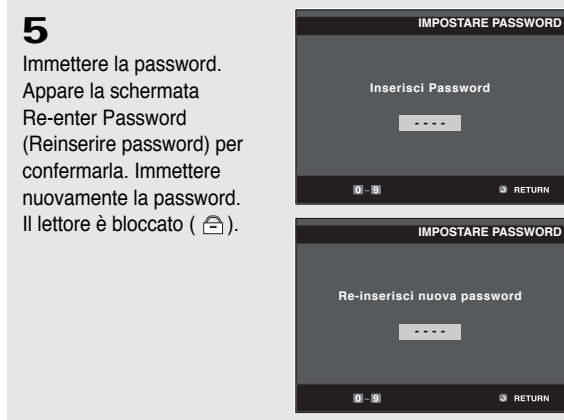 5
Immettere la password.
Appare la schermata
Re-enter Password
(Reinserire password) per
confermarla. Immettere
nuovamente la password.
Il lettore è bloccato ( ).
IMPOSTARE PASSWORD
Inserisci Password
- - - -
0 ~ 9 RETURN
IMPOSTARE PASSWORD
Re-inserisci nuova password
- - - -
0 ~ 9 RETURN